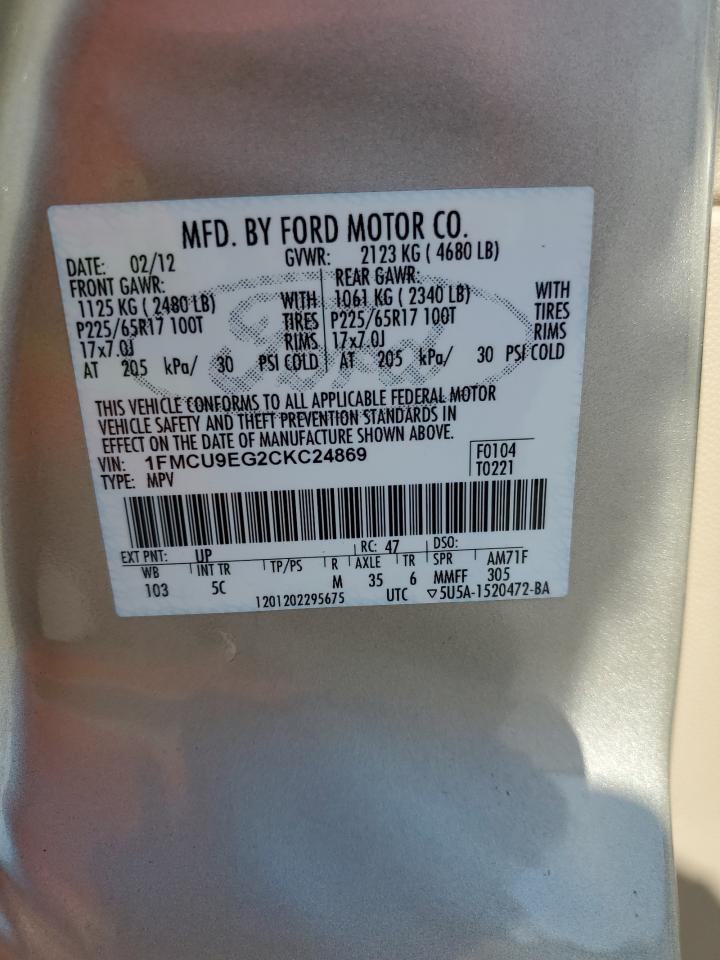 MFD. BY FORD MOTOR CO.
DATE: 02/12 GVWR: 2123 KG ( 4680 LB)
FRONT GAWR: REAR GAWR:
1125 KG ( 2480 LB) WITH 1061 KG ( 2340 LB) WITH
P225/65R17 100T TIRES P225/65R17 100T TIRES
17x7.0J RIMS 17x7.0J RIMS
AT 205 kPa/ 30 PSI COLD AT 205 kPa/ 30 PSI COLD
THIS VEHICLE CONFORMS TO ALL APPLICABLE FEDERAL MOTOR
VEHICLE SAFETY AND THEFT PREVENTION STANDARDS IN
EFFECT ON THE DATE OF MANUFACTURE SHOWN ABOVE.
VIN: 1FMCU9EG2CKC24869 F0104
TYPE: MPV T0221
EXT PNT: UP RC: 47 DSO:
WB INT TR TP/PS R AXLE TR SPR AM71F
103 5C M 35 6 MMFF 305
1201202295675 UTC ▽5U5A-1520472-BA